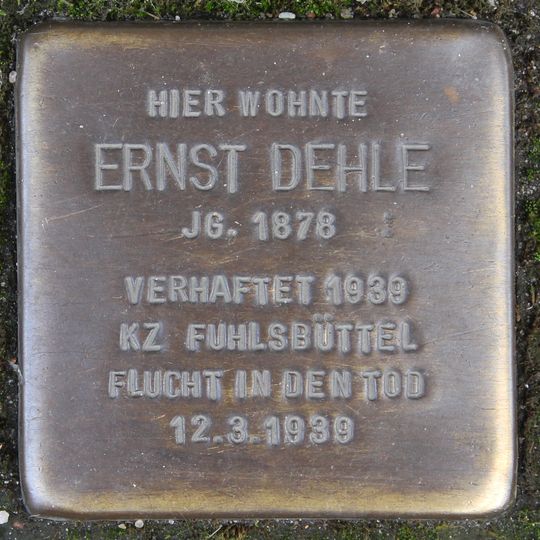 HIER WOHNTE
ERNST DEHLE
JG. 1878
VERHAFTET 1939
KZ FUHLSBÜTTEL
FLUCHT IN DEN TOD
12.3.1939